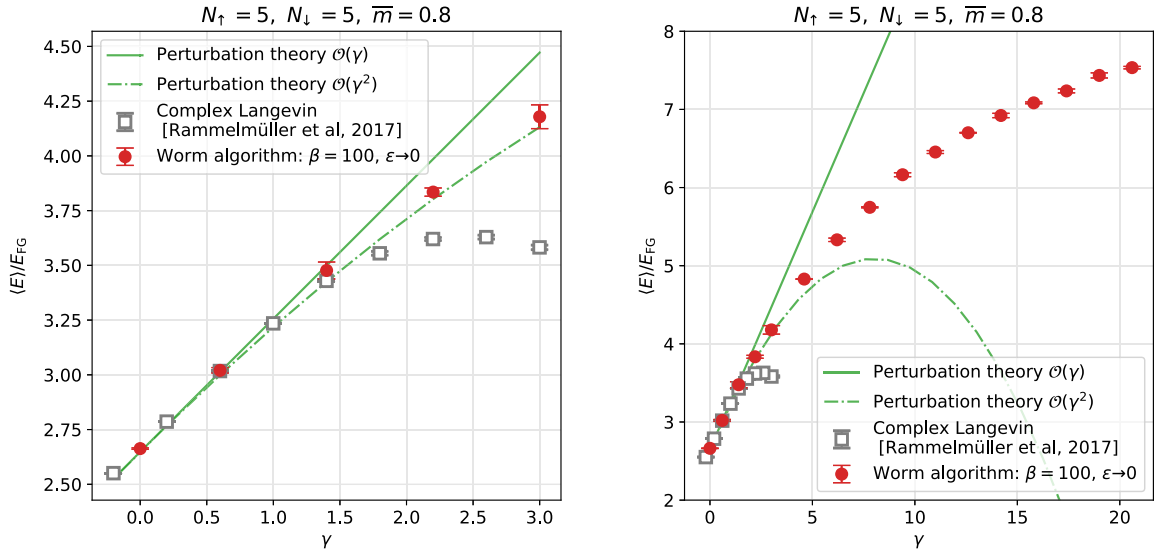 N↑ = 5, N↓ = 5, m̅ = 0.8
4.50
4.25
4.00
3.75
3.50
3.25
3.00
2.75
2.50
⟨E⟩/E_FG
Perturbation theory 𝒪(γ)
Perturbation theory 𝒪(γ²)
Complex Langevin
[Rammelmüller et al, 2017]
Worm algorithm: β = 100, ε→0
0.0 0.5 1.0 1.5 2.0 2.5 3.0
γ
N↑ = 5, N↓ = 5, m̅ = 0.8
8
7
6
5
4
3
2
⟨E⟩/E_FG
Perturbation theory 𝒪(γ)
Perturbation theory 𝒪(γ²)
Complex Langevin
[Rammelmüller et al, 2017]
Worm algorithm: β = 100, ε→0
0 5 10 15 20
γ